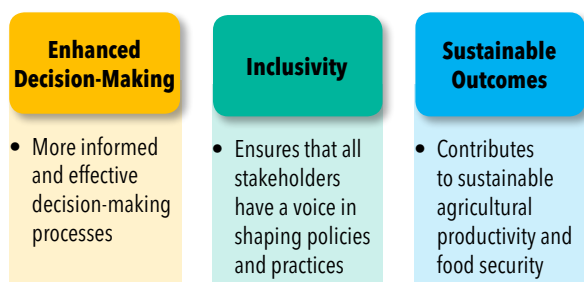 Enhanced
Decision-Making
• More informed
and effective
decision-making
processes
Inclusivity
• Ensures that all
stakeholders
have a voice in
shaping policies
and practices
Sustainable
Outcomes
• Contributes
to sustainable
agricultural
productivity and
food security